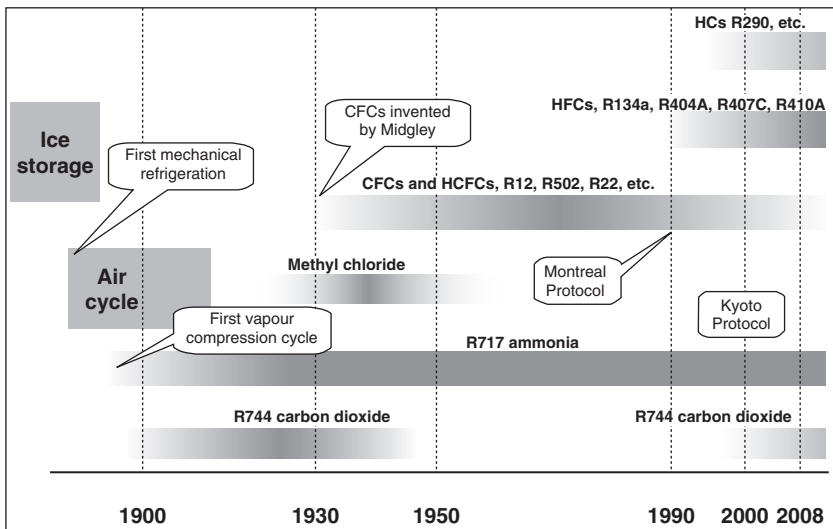 HCs R290, etc.
HFCs, R134a, R404A, R407C, R410A
Ice
storage
CFCs invented
by Midgley
First mechanical
refrigeration
CFCs and HCFCs, R12, R502, R22, etc.
Air
cycle
Methyl chloride
Montreal
Protocol
Kyoto
Protocol
First vapour
compression cycle
R717 ammonia
R744 carbon dioxide
R744 carbon dioxide
1900
1930
1950
1990
2000
2008